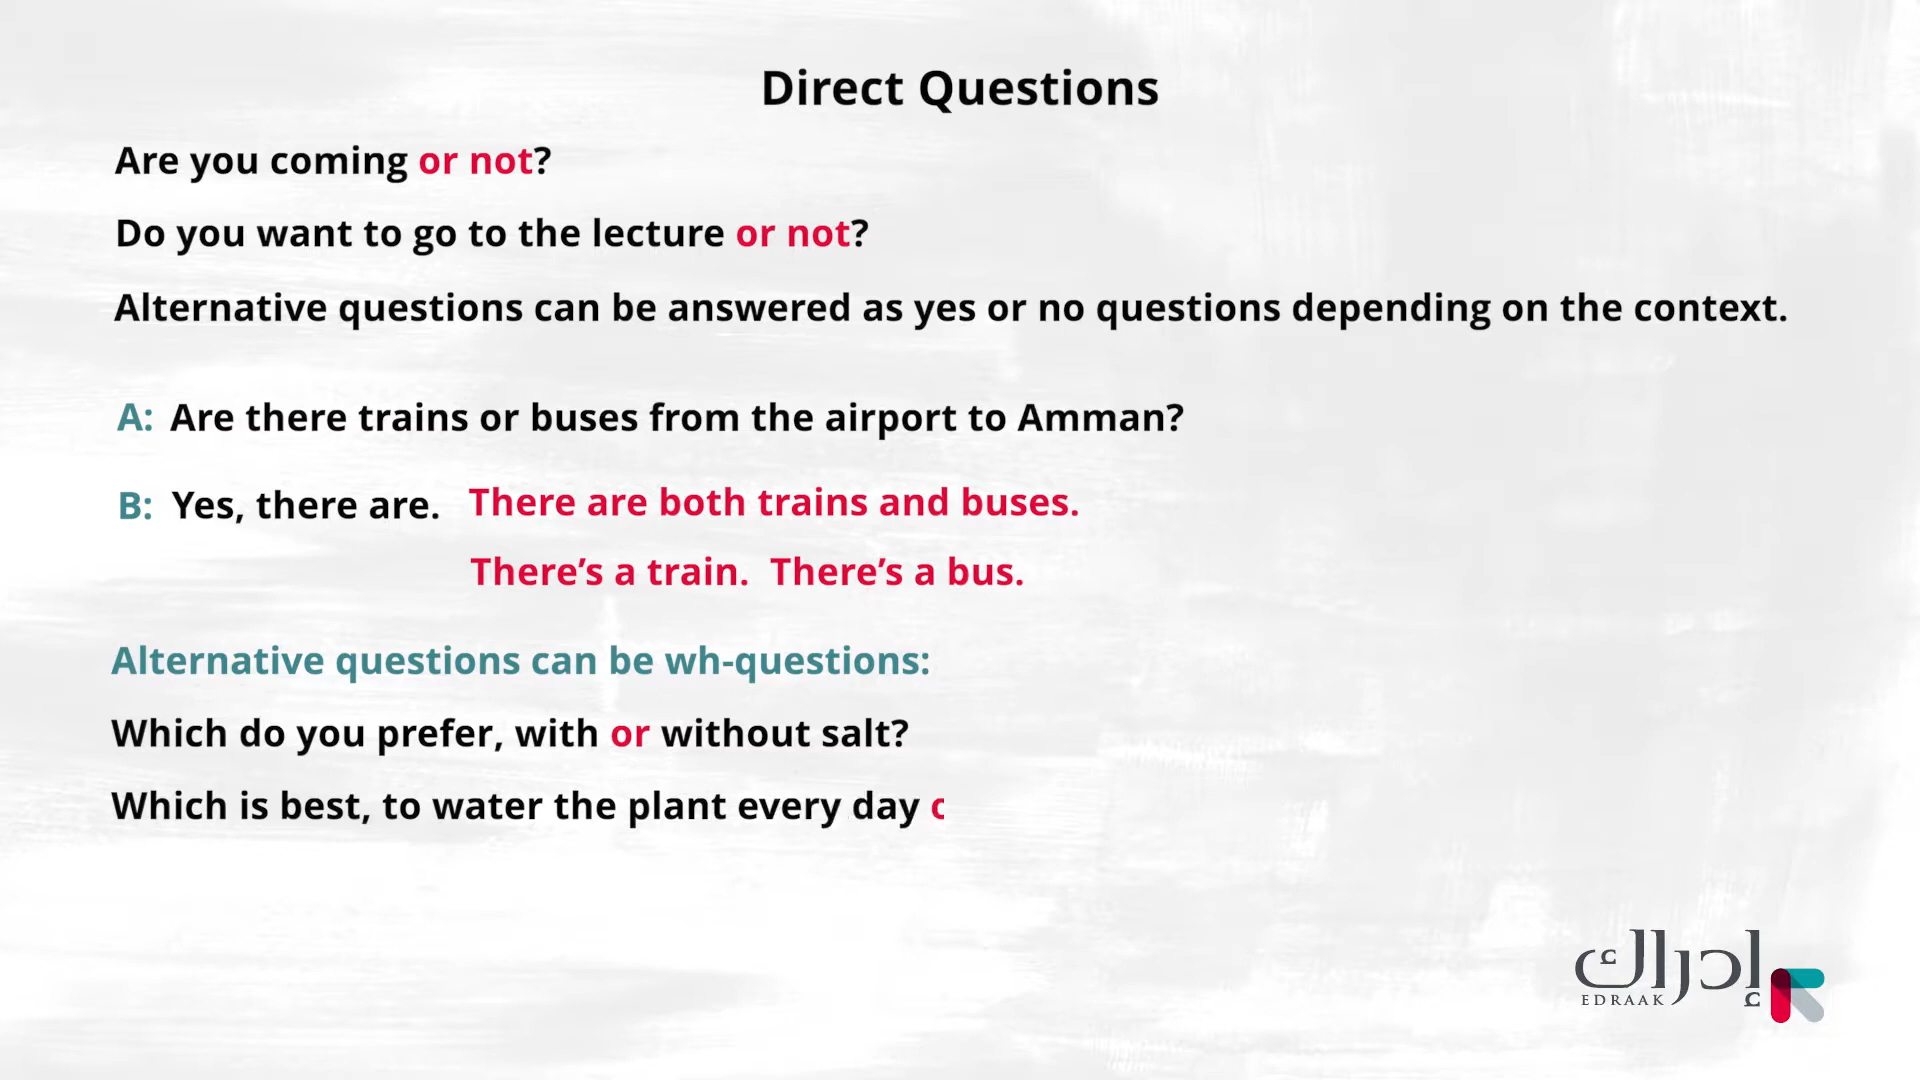 Direct Questions
Are you coming or not?
Do you want to go to the lecture or not?
Alternative questions can be answered as yes or no questions depending on the context.
A: Are there trains or buses from the airport to Amman?
B: Yes, there are. There are both trains and buses.
There’s a train. There’s a bus.
Alternative questions can be wh-questions:
Which do you prefer, with or without salt?
Which is best, to water the plant every day
إدراك
EDRAAK